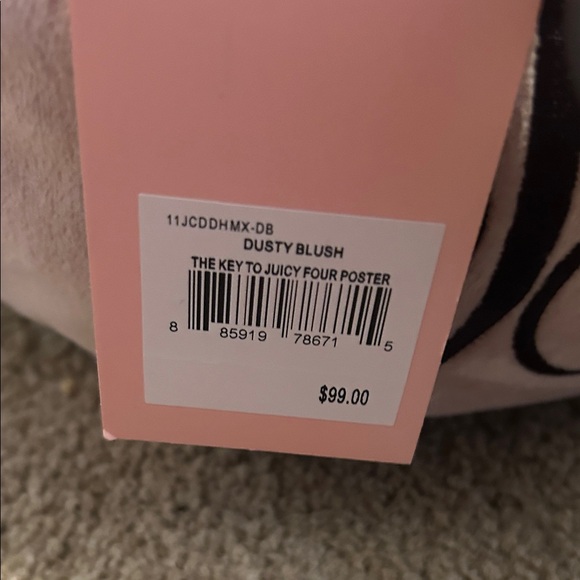 11JCDDHMX-DB
DUSTY BLUSH
THE KEY TO JUICY FOUR POSTER
8 85919 78671 5
$99.00